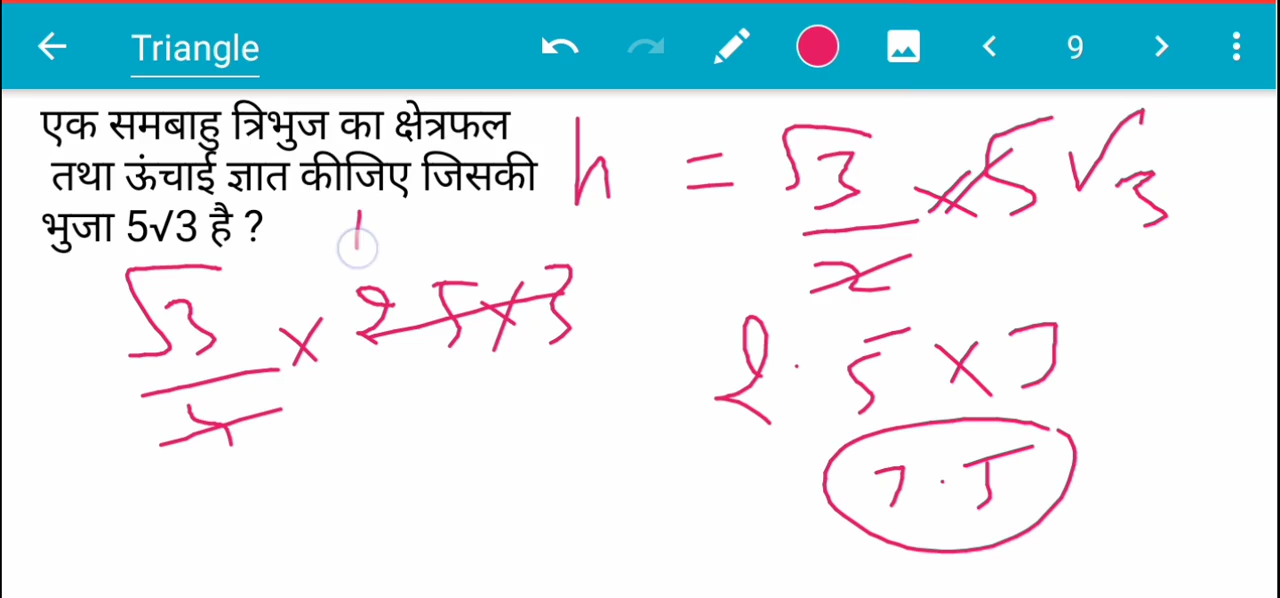 Triangle
9
एक समबाहु त्रिभुज का क्षेत्रफल
तथा ऊंचाई ज्ञात कीजिए जिसकी
भुजा 5√3 है ?
h = √3/2 × 5√3
√3/4 × 25×3
2.5 × 3
7.5